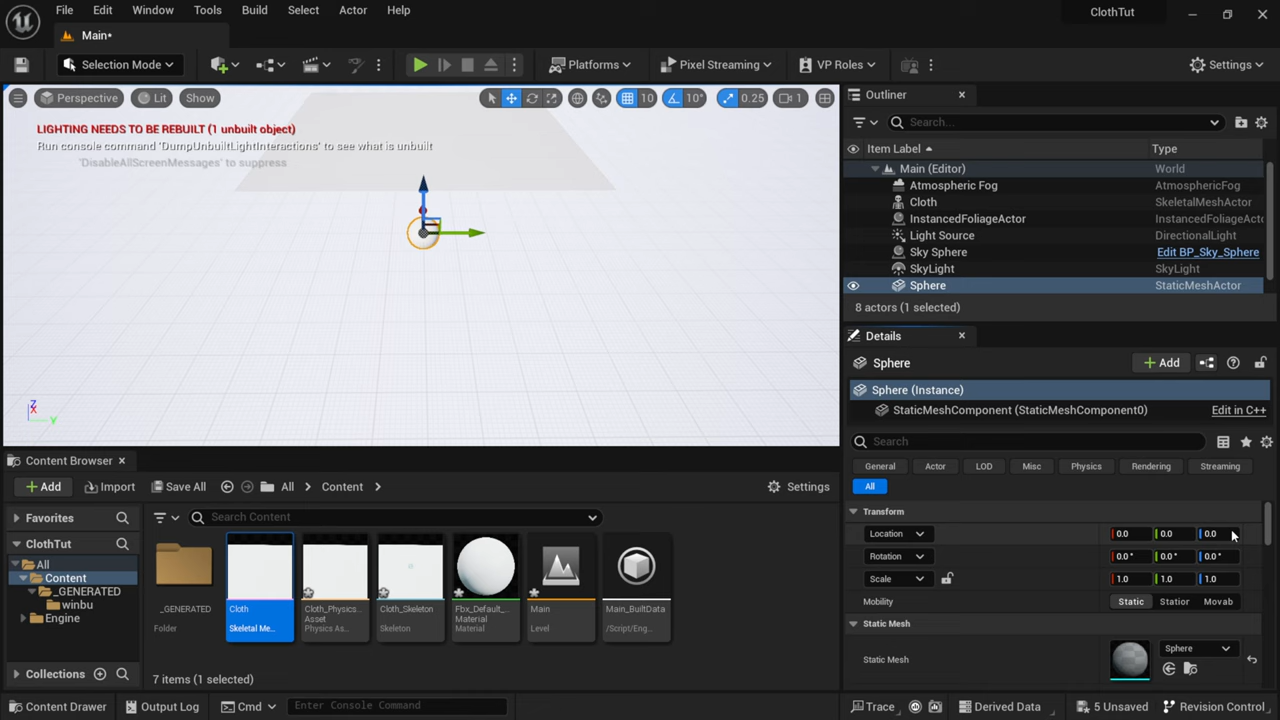 File Edit Window Tools Build Select Actor Help
ClothTut
Main*
Selection Mode
Platforms
Pixel Streaming
VP Roles
Settings
Perspective Lit Show
10 10° 0.25 1
LIGHTING NEEDS TO BE REBUILT (1 unbuilt object)
Run console command 'DumpUnbuiltLightInteractions' to see what is unbuilt
'DisableAllScreenMessages' to suppress
Z
X
Y
Outliner
Search...
Item Label Type
Main (Editor) World
Atmospheric Fog AtmosphericFog
Cloth SkeletalMeshActor
InstancedFoliageActor InstancedFoliageActo
Light Source DirectionalLight
Sky Sphere Edit BP_Sky_Sphere
SkyLight SkyLight
Sphere StaticMeshActor
8 actors (1 selected)
Details
Sphere
Add
Sphere (Instance)
StaticMeshComponent (StaticMeshComponent0) Edit in C++
Search
General Actor LOD Misc Physics Rendering Streaming
All
Transform
Location 0.0 0.0 0.0
Rotation 0.0° 0.0° 0.0°
Scale 1.0 1.0 1.0
Mobility Static Station Movab
Static Mesh
Static Mesh Sphere
Content Browser
Add Import Save All All Content Settings
Favorites
ClothTut
All
Content
_GENERATED
winbu
Engine
Collections
Search Content
_GENERATED
Folder
Cloth
Skeletal Me...
Cloth_Physics...
Asset
Physics As...
Cloth_Skeleton
Skeleton
Fbx_Default_...
Material
Material
Main
Level
Main_BuiltData
/Script/Eng...
7 items (1 selected)
Content Drawer Output Log Cmd Enter Console Command Trace Derived Data 5 Unsaved Revision Control